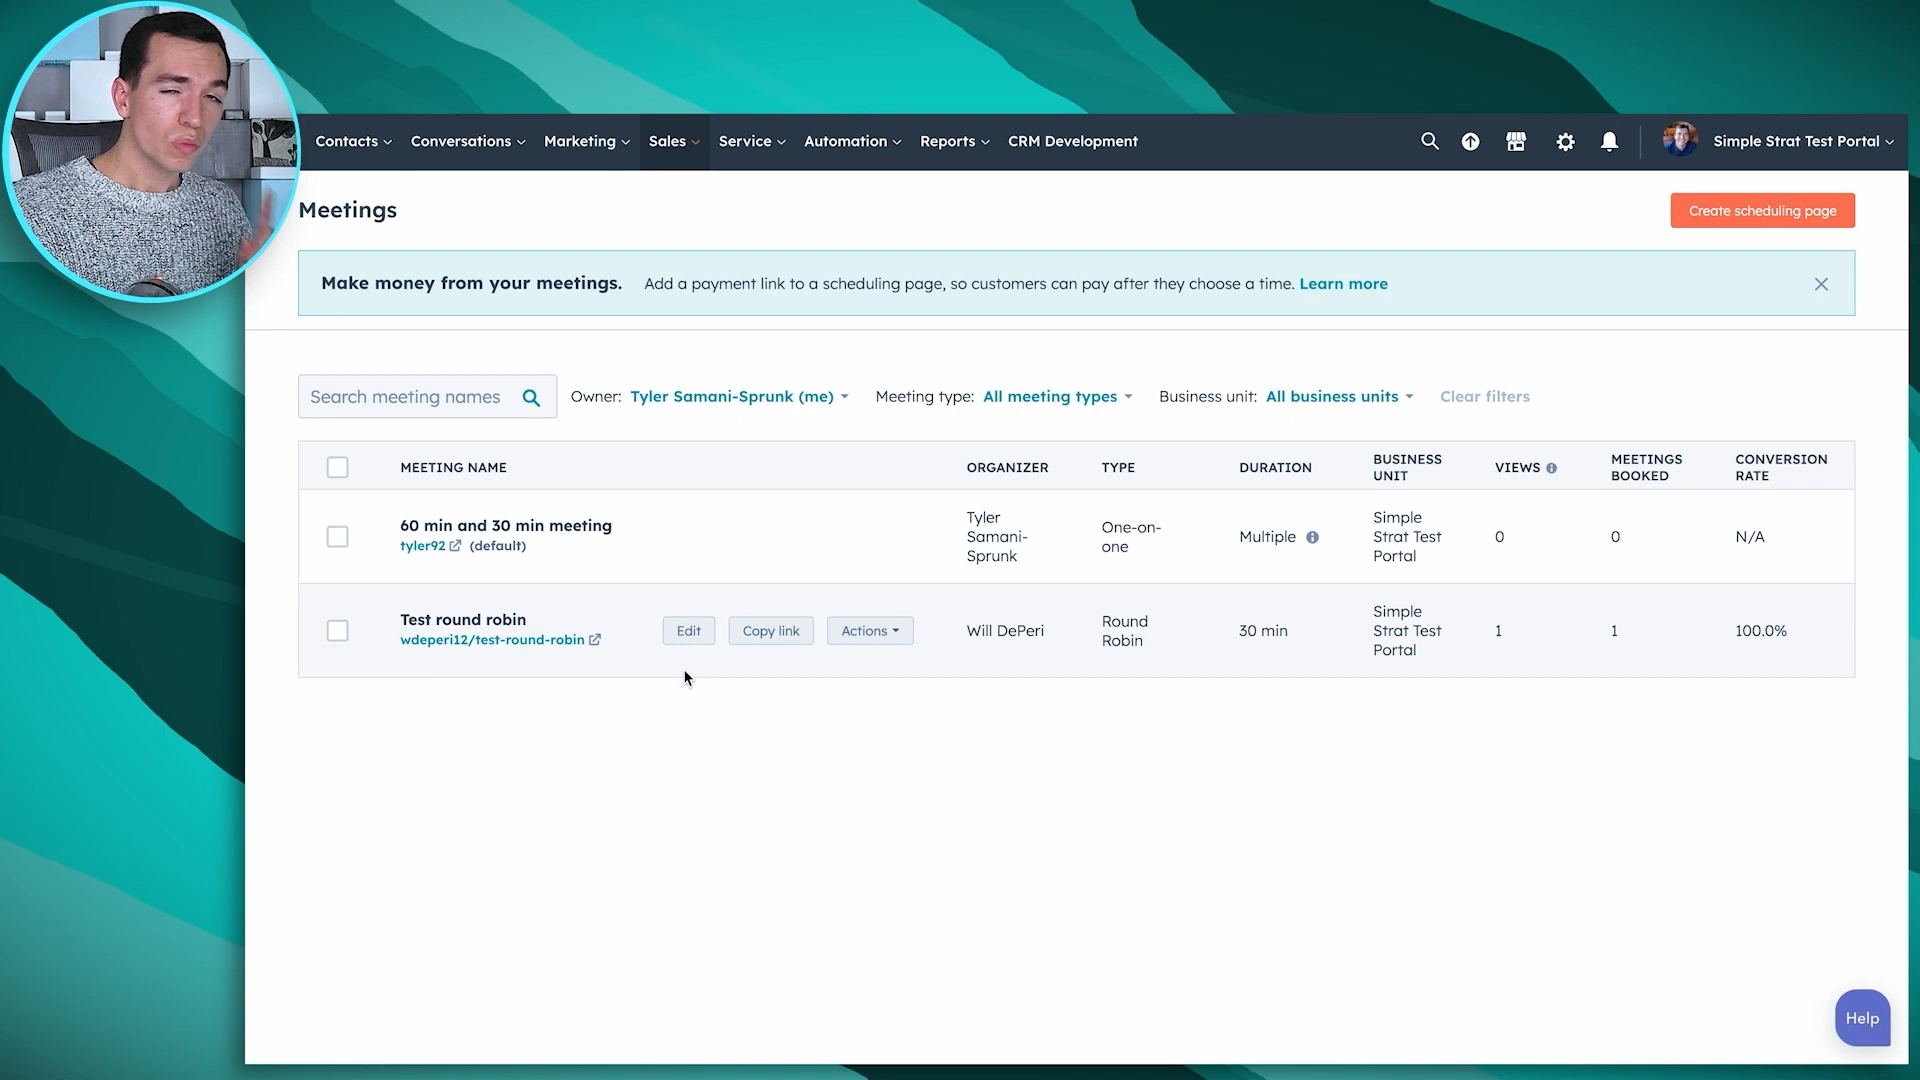 Contacts Conversations Marketing Sales Service Automation Reports CRM Development Simple Strat Test Portal
Meetings
Create scheduling page
Make money from your meetings. Add a payment link to a scheduling page, so customers can pay after they choose a time. Learn more
Search meeting names Owner: Tyler Samani-Sprunk (me) Meeting type: All meeting types Business unit: All business units Clear filters
MEETING NAME ORGANIZER TYPE DURATION BUSINESS UNIT VIEWS MEETINGS BOOKED CONVERSION RATE
60 min and 30 min meeting
tyler92 (default)
Tyler Samani-Sprunk
One-on-one
Multiple
Simple Strat Test Portal
0
0
N/A
Test round robin
wdeperi12/test-round-robin
Edit Copy link Actions
Will DePeri
Round Robin
30 min
Simple Strat Test Portal
1
1
100.0%
Help